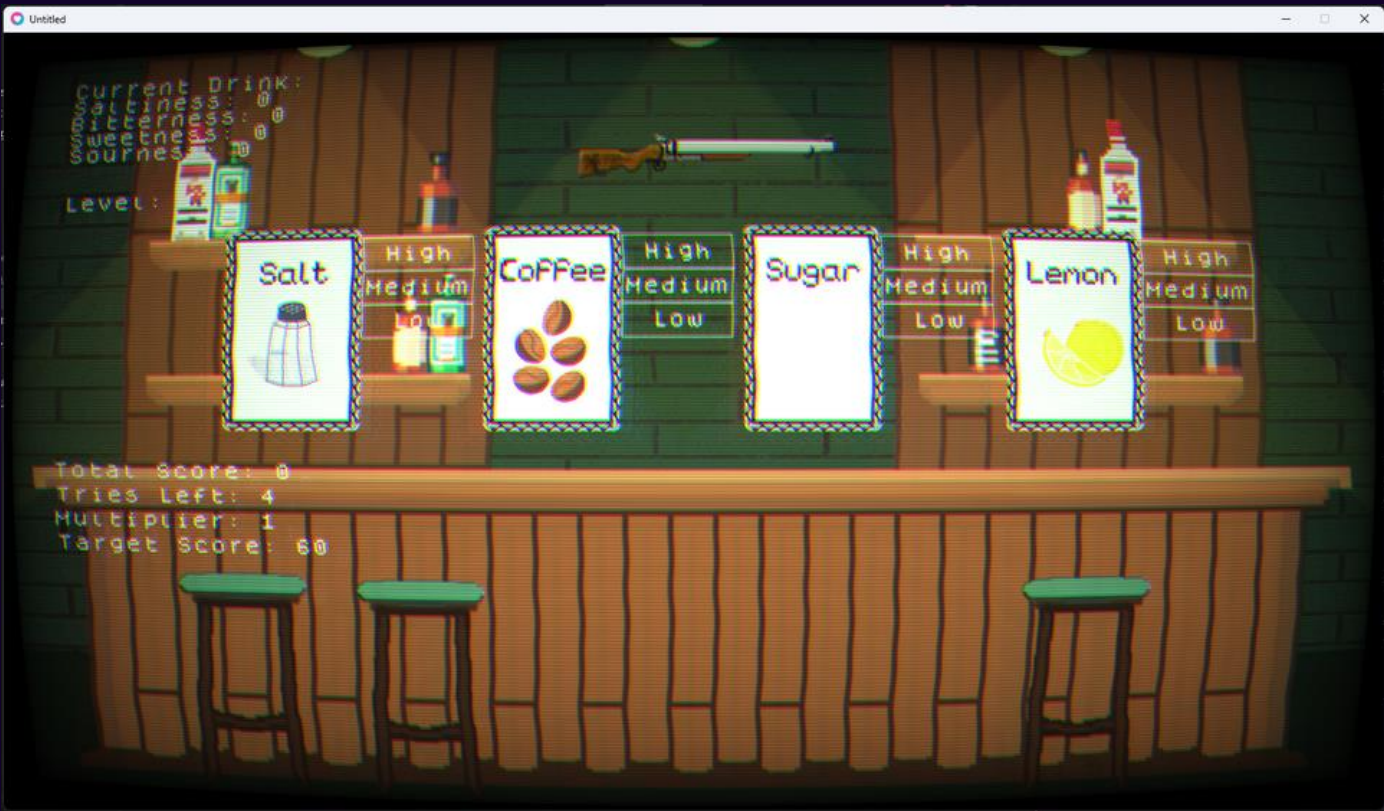 Untitled
Current Drink:
Saltiness: 0
Bitterness: 0
Sweetness: 0
Sourness: 0
Level:
Salt
High
Medium
Low
Coffee
High
Medium
Low
Sugar
High
Medium
Low
Lemon
High
Medium
Low
Total Score: 0
Tries Left: 4
Multiplier: 1
Target Score: 60